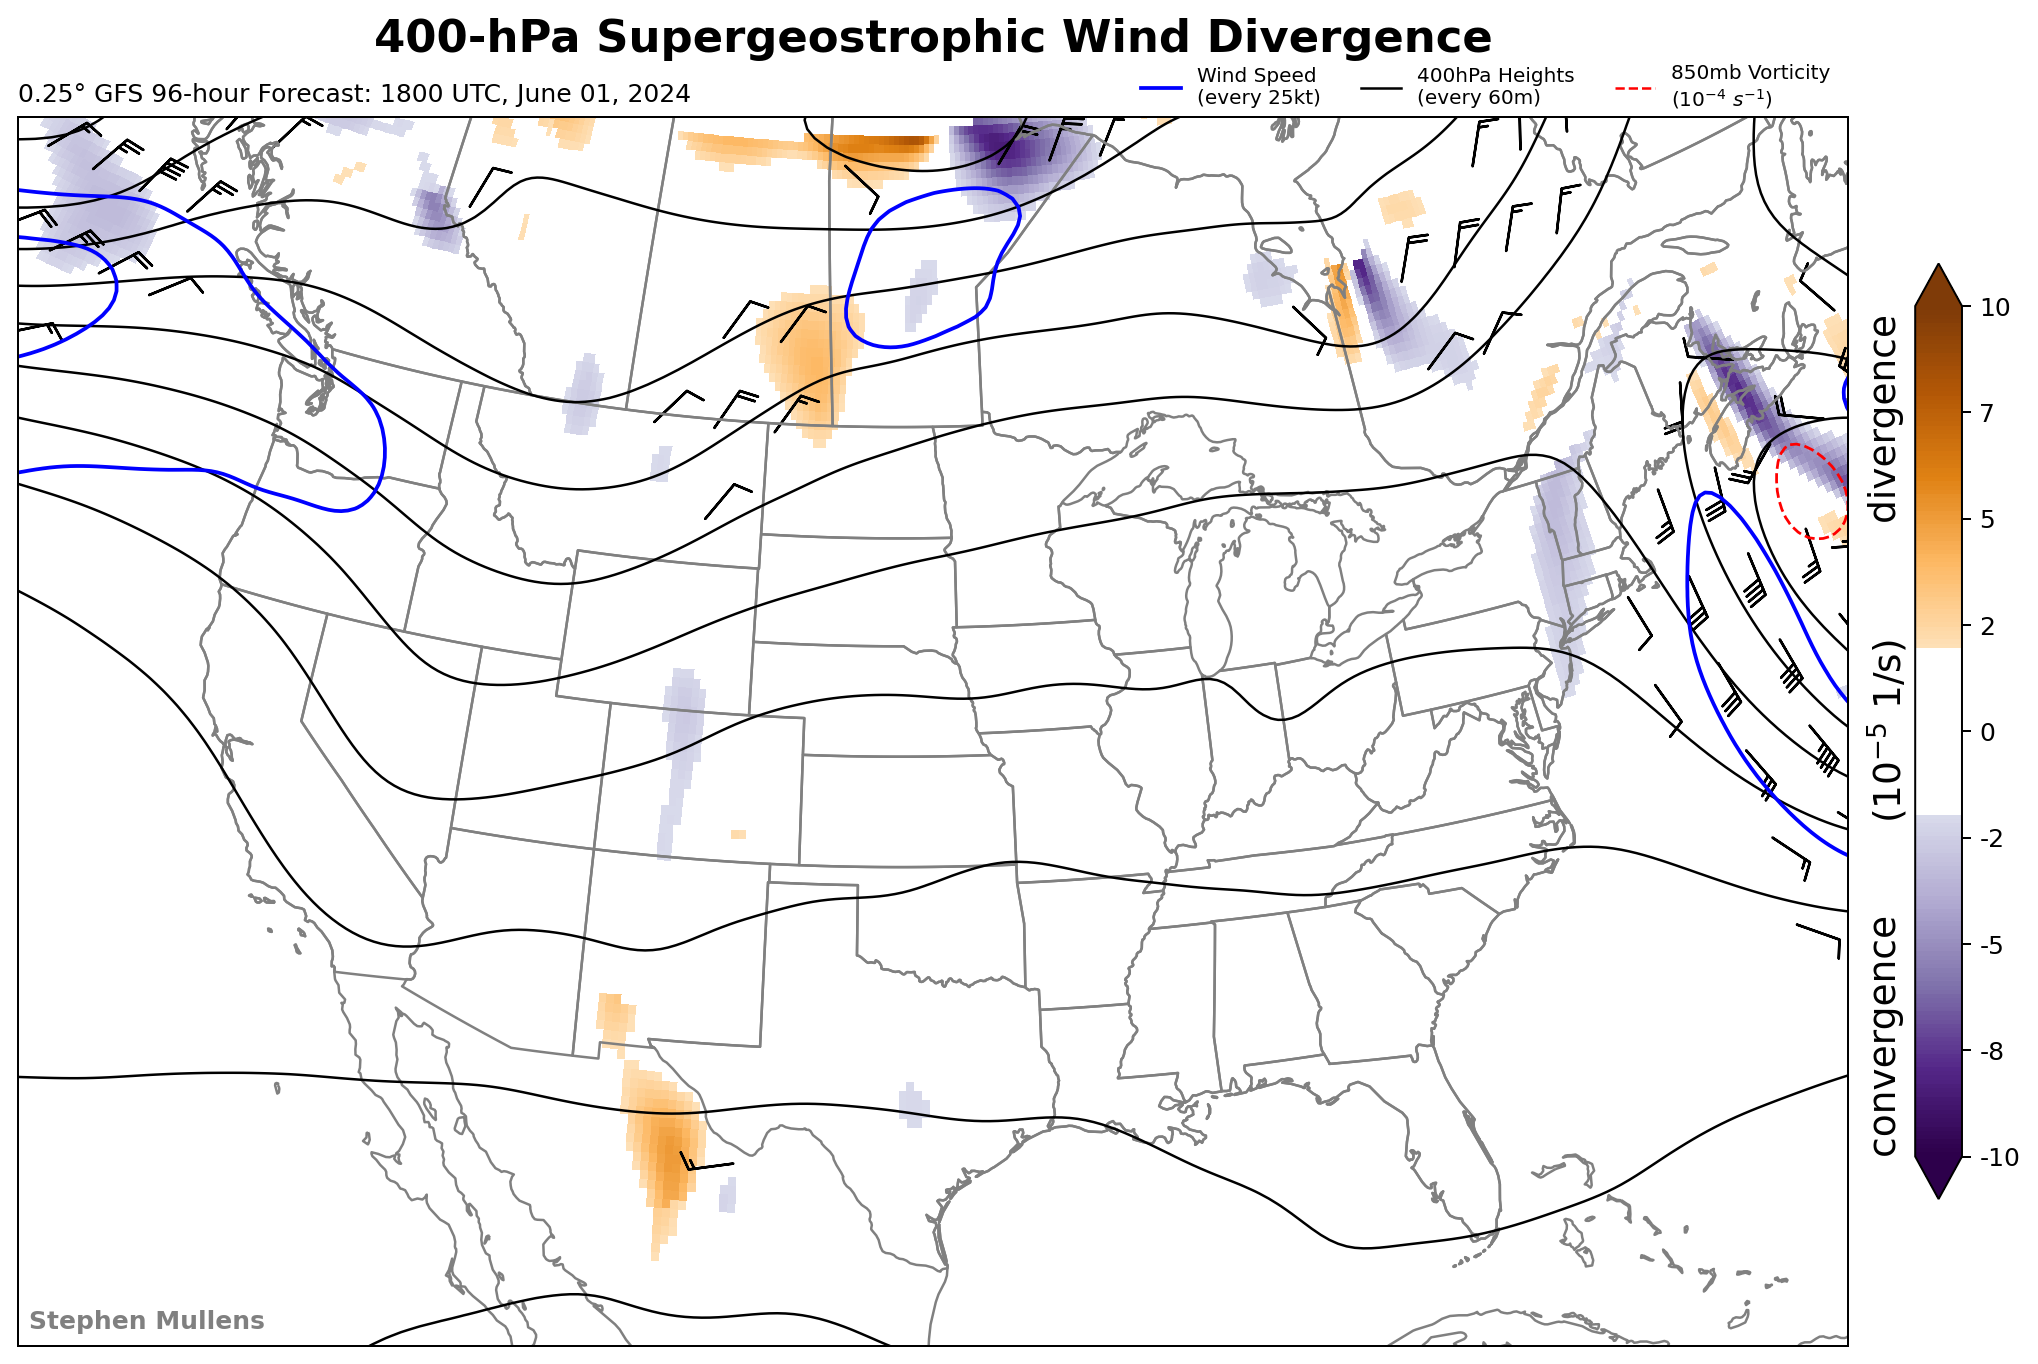 400-hPa Supergeostrophic Wind Divergence
0.25° GFS 96-hour Forecast: 1800 UTC, June 01, 2024
Wind Speed
(every 25kt)
400hPa Heights
(every 60m)
850mb Vorticity
(10⁻⁴ s⁻¹)
10
7
5
2
0
-2
-5
-8
-10
convergence (10⁻⁵ 1/s) divergence
Stephen Mullens